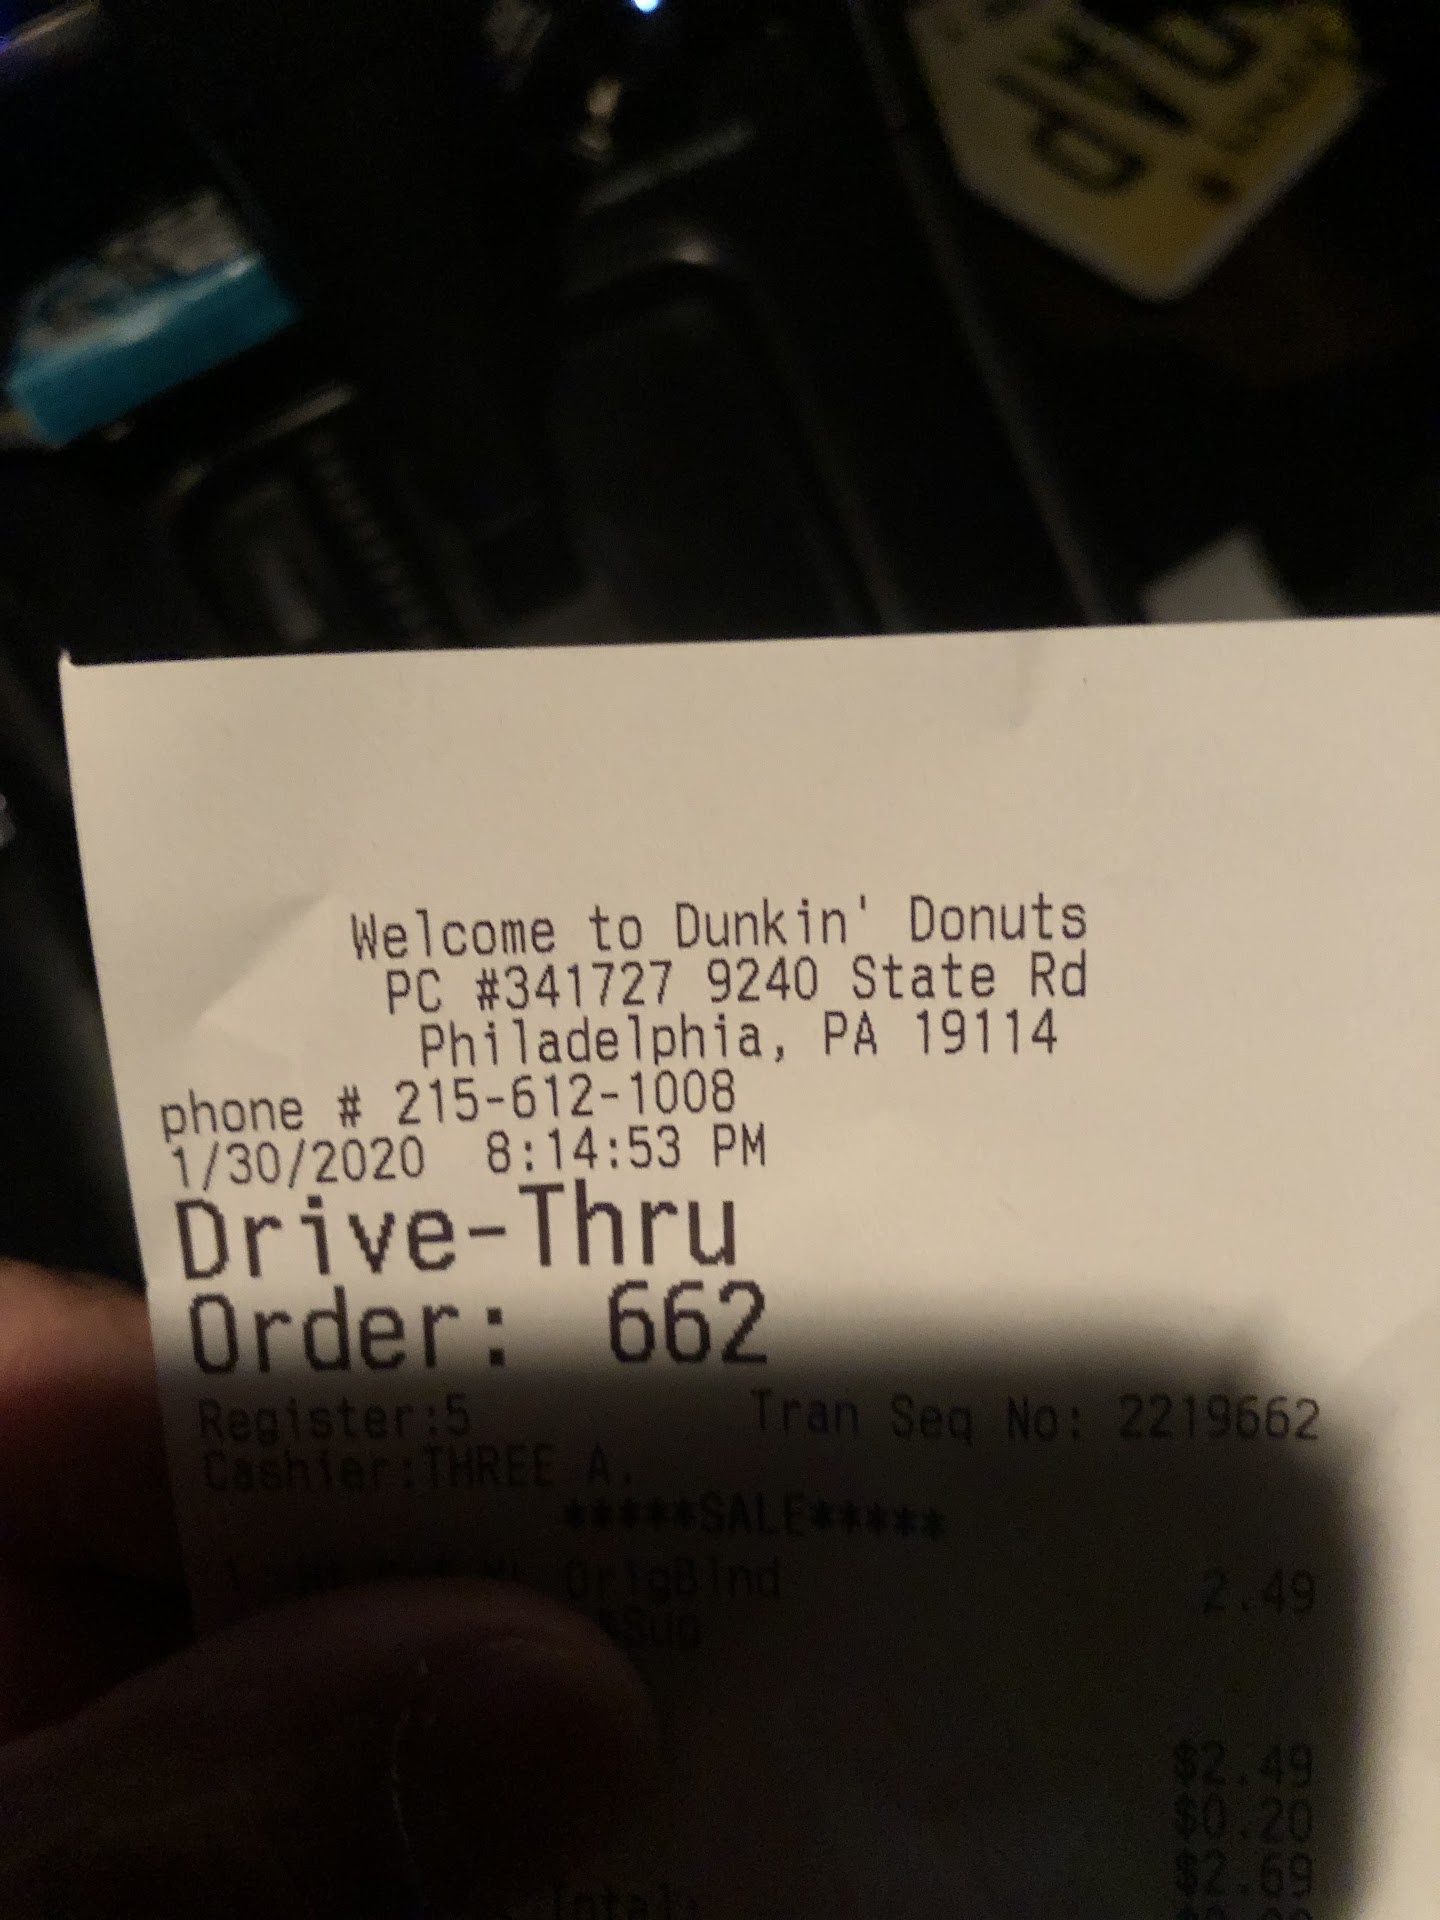 Welcome to Dunkin' Donuts
PC #341727 9240 State Rd
Philadelphia, PA 19114
phone # 215-612-1008
1/30/2020 8:14:53 PM
Drive-Thru
Order: 662
Register:5 Tran Seq No: 2219662
Cashier:THREE A.
*****SALE*****
1 OrigBlnd 2.49
$2.49
$0.20
$2.69